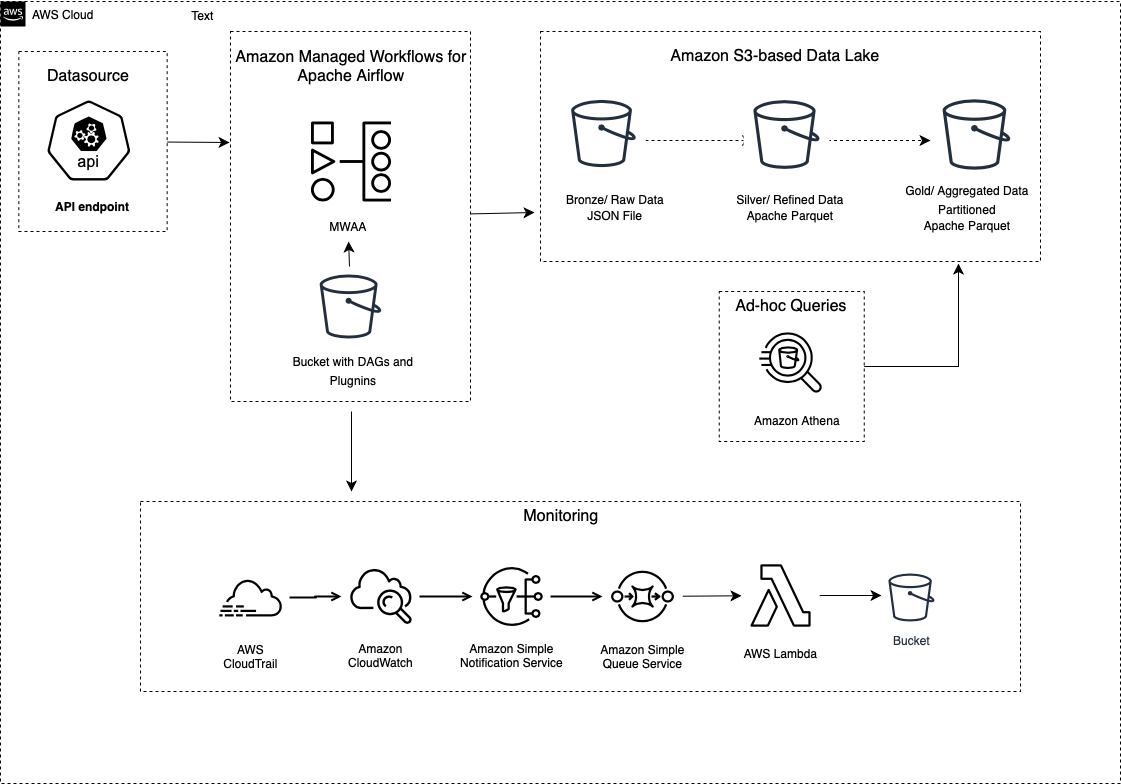 aws
AWS Cloud
Text
Datasource
api
API endpoint
Amazon Managed Workflows for
Apache Airflow
MWAA
Bucket with DAGs and
Plugnins
Amazon S3-based Data Lake
Bronze/ Raw Data
JSON File
Silver/ Refined Data
Apache Parquet
Gold/ Aggregated Data
Partitioned
Apache Parquet
Ad-hoc Queries
Amazon Athena
Monitoring
AWS
CloudTrail
Amazon
CloudWatch
Amazon Simple
Notification Service
Amazon Simple
Queue Service
AWS Lambda
Bucket